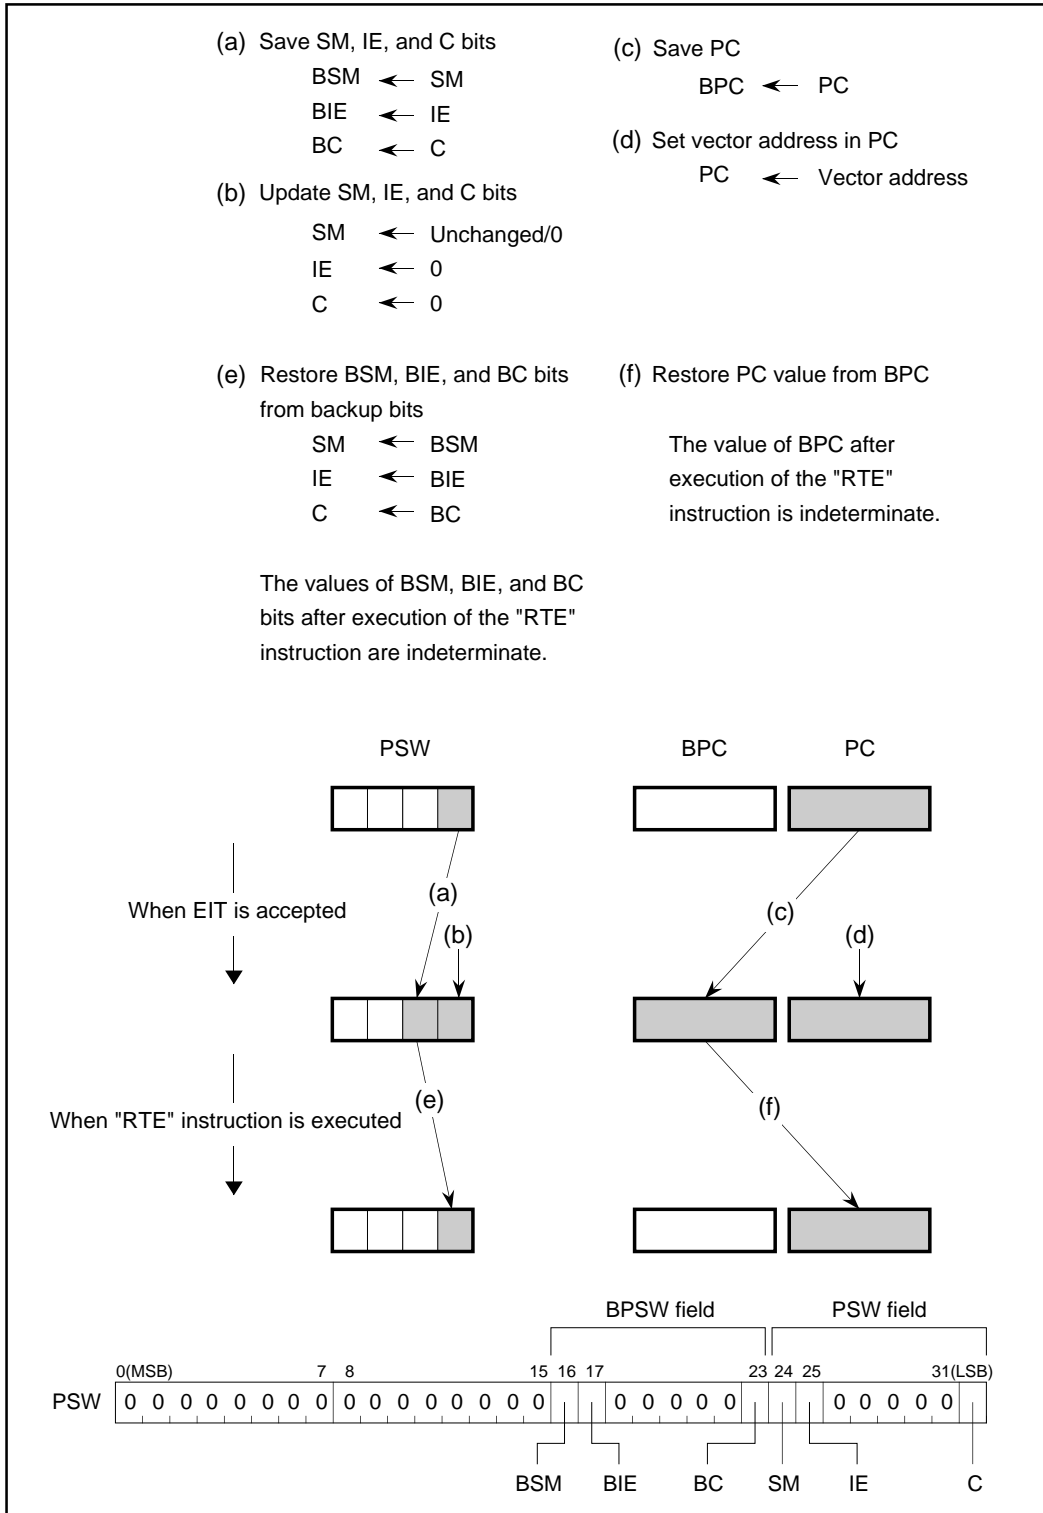 (a) Save SM, IE, and C bits
BSM ← SM
BIE ← IE
BC ← C
(b) Update SM, IE, and C bits
SM ← Unchanged/0
IE ← 0
C ← 0
(c) Save PC
BPC ← PC
(d) Set vector address in PC
PC ← Vector address
(e) Restore BSM, BIE, and BC bits
from backup bits
SM ← BSM
IE ← BIE
C ← BC
The values of BSM, BIE, and BC
bits after execution of the "RTE"
instruction are indeterminate.
(f) Restore PC value from BPC
The value of BPC after
execution of the "RTE"
instruction is indeterminate.
PSW BPC PC
(a)
When EIT is accepted
(b)
(c)
(d)
(e)
When "RTE" instruction is executed
(f)
BPSW field PSW field
0(MSB) 7 8 15 16 17 23 24 25 31(LSB)
PSW 0 0 0 0 0 0 0 0 0 0 0 0 0 0 0 0 0 0 0 0 0 0 0 0 0 0
BSM BIE BC SM IE C